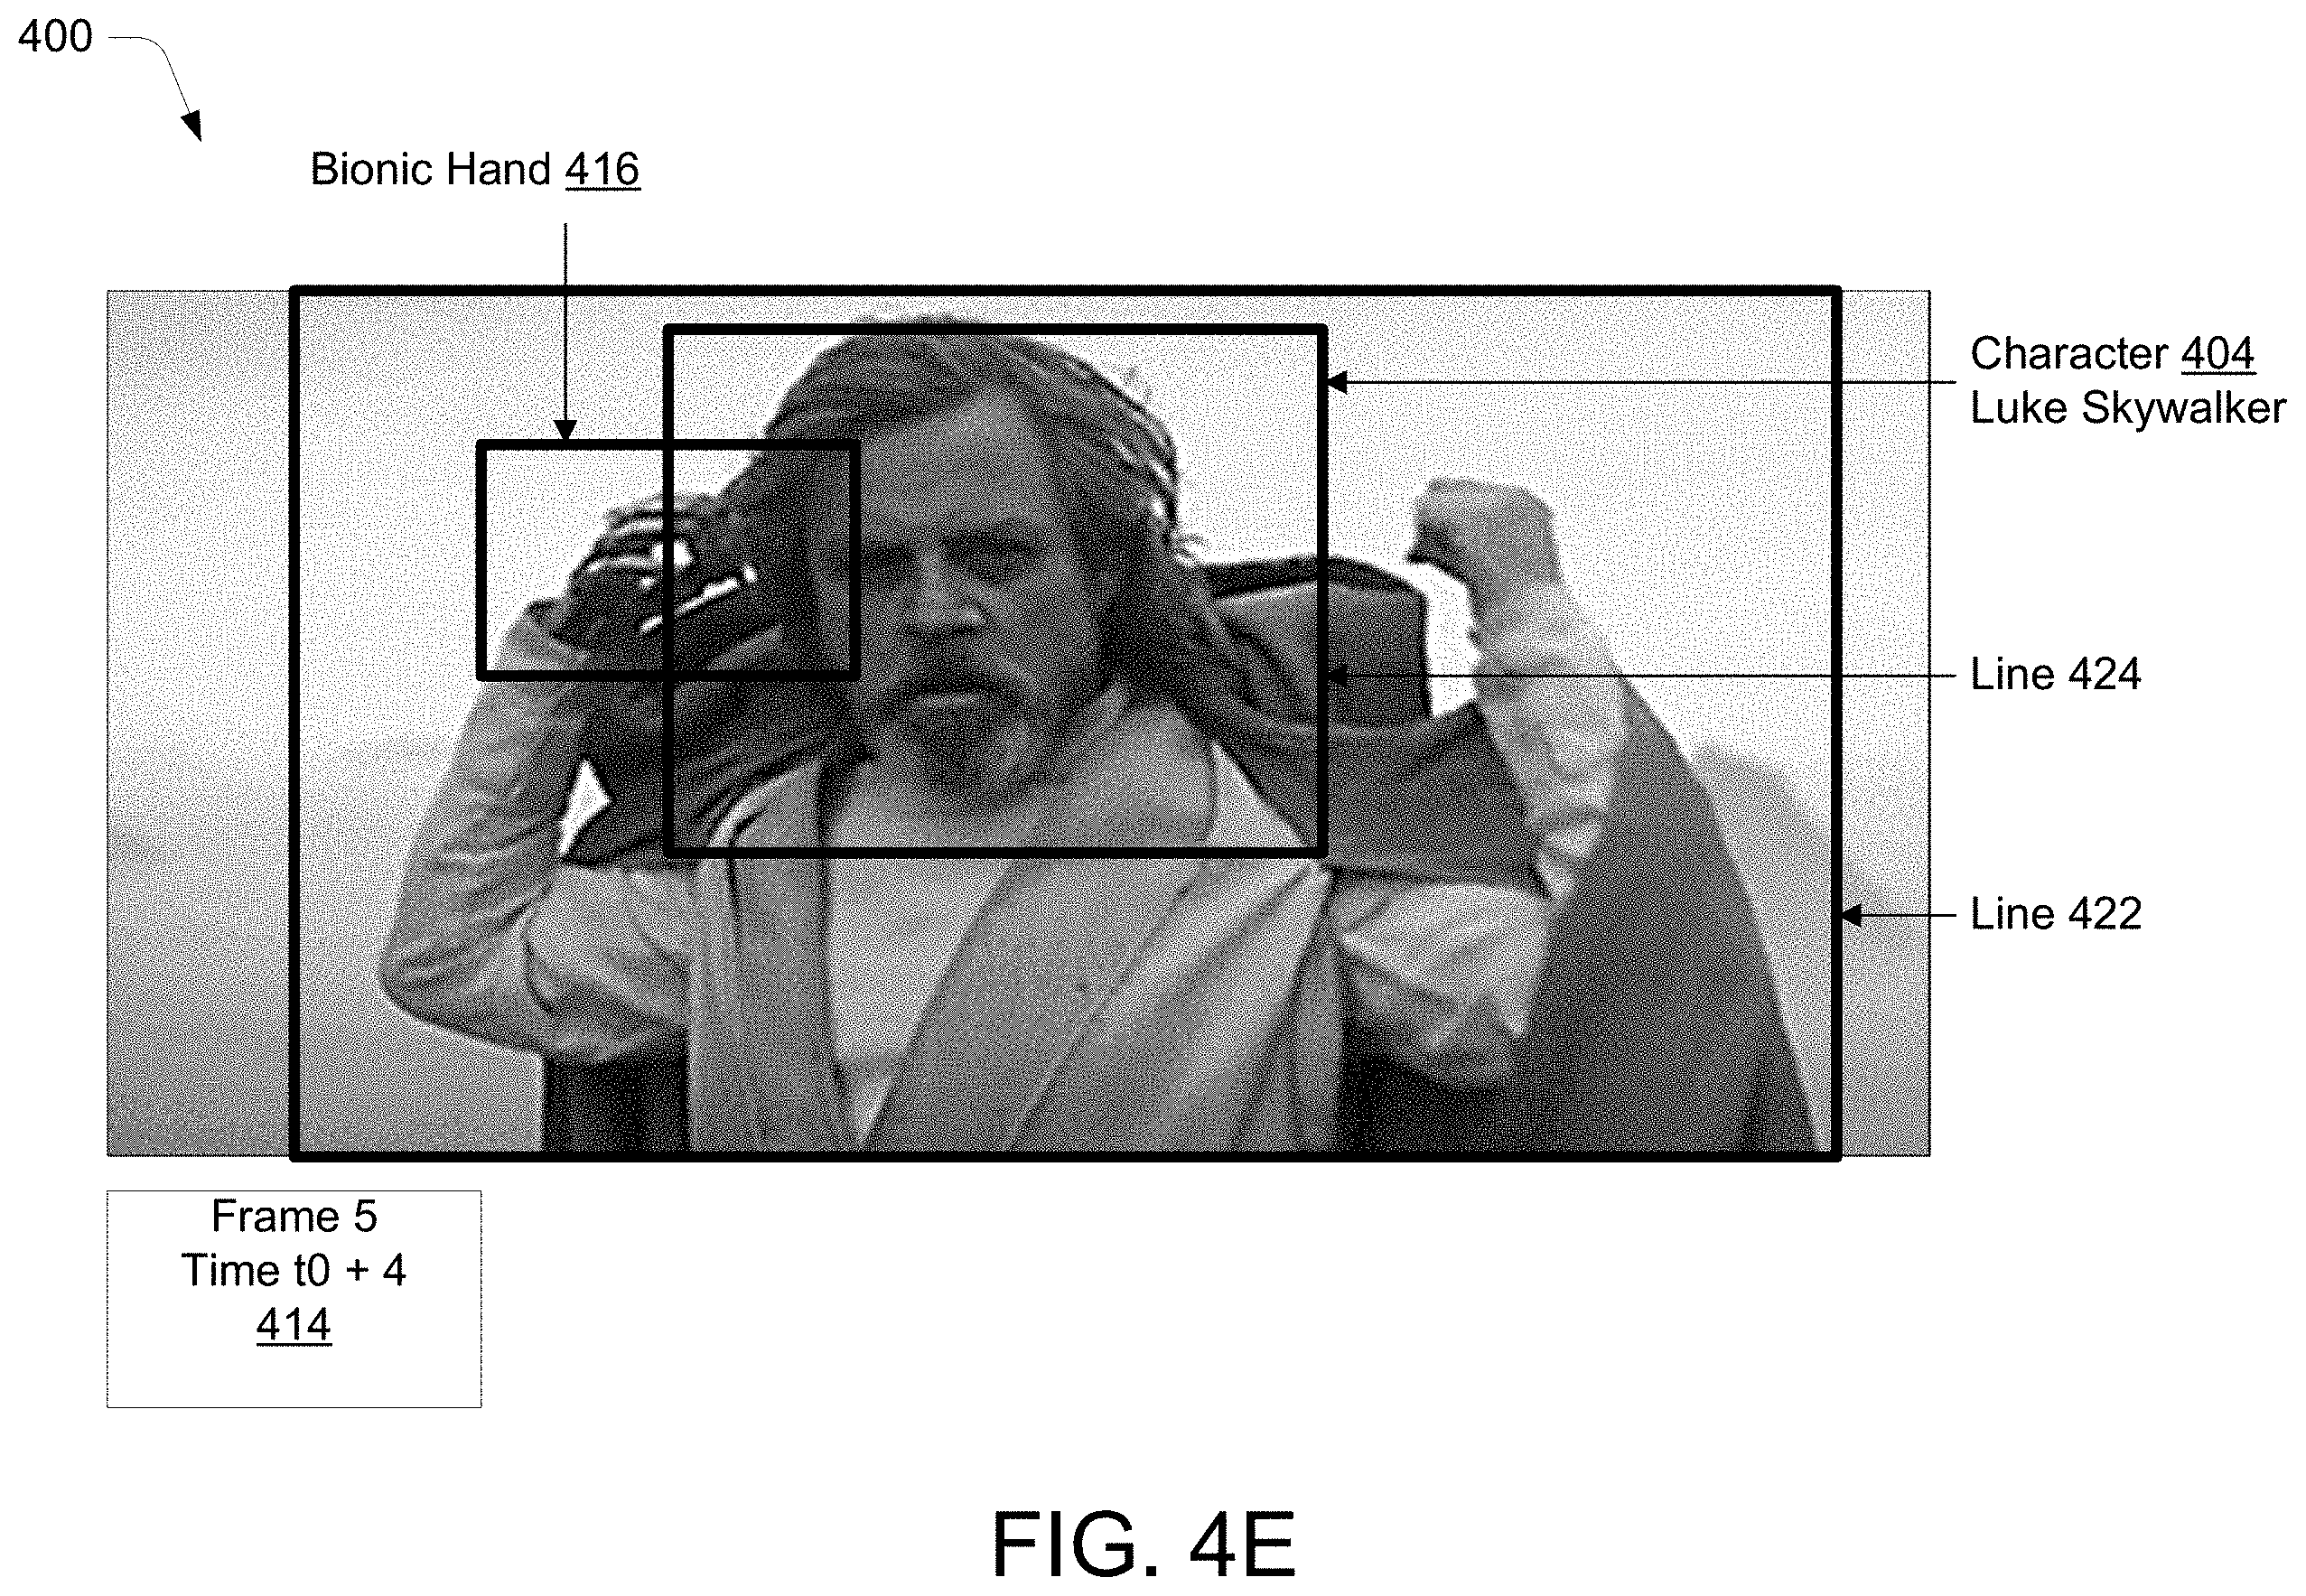 400
Bionic Hand 416
Character 404
Luke Skywalker
Line 424
Line 422
Frame 5
Time t0 + 4
414
FIG. 4E